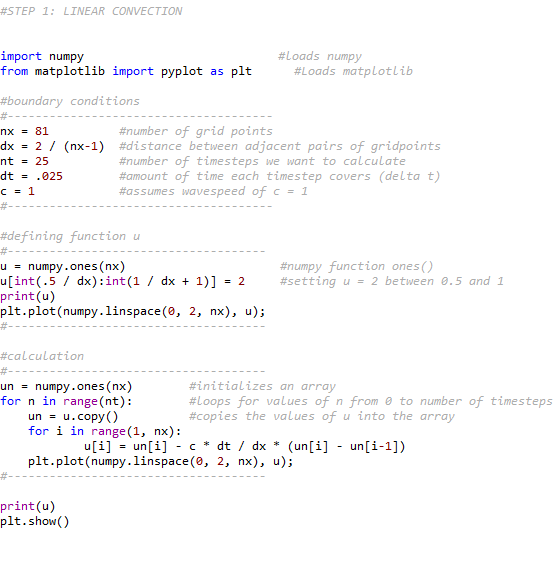 #STEP 1: LINEAR CONVECTION
import numpy #loads numpy
from matplotlib import pyplot as plt #Loads matplotlib
#boundary conditions
#--------------------------------------
nx = 81 #number of grid points
dx = 2 / (nx-1) #distance between adjacent pairs of gridpoints
nt = 25 #number of timesteps we want to calculate
dt = .025 #amount of time each timestep covers (delta t)
c = 1 #assumes wavespeed of c = 1
#--------------------------------------
#defining function u
#-------------------------------------
u = numpy.ones(nx) #numpy function ones()
u[int(.5 / dx):int(1 / dx + 1)] = 2 #setting u = 2 between 0.5 and 1
print(u)
plt.plot(numpy.linspace(0, 2, nx), u);
#-------------------------------------
#calculation
#-------------------------------------
un = numpy.ones(nx) #initializes an array
for n in range(nt): #loops for values of n from 0 to number of timesteps
    un = u.copy() #copies the values of u into the array
    for i in range(1, nx):
            u[i] = un[i] - c * dt / dx * (un[i] - un[i-1])
    plt.plot(numpy.linspace(0, 2, nx), u);
#-------------------------------------
print(u)
plt.show()